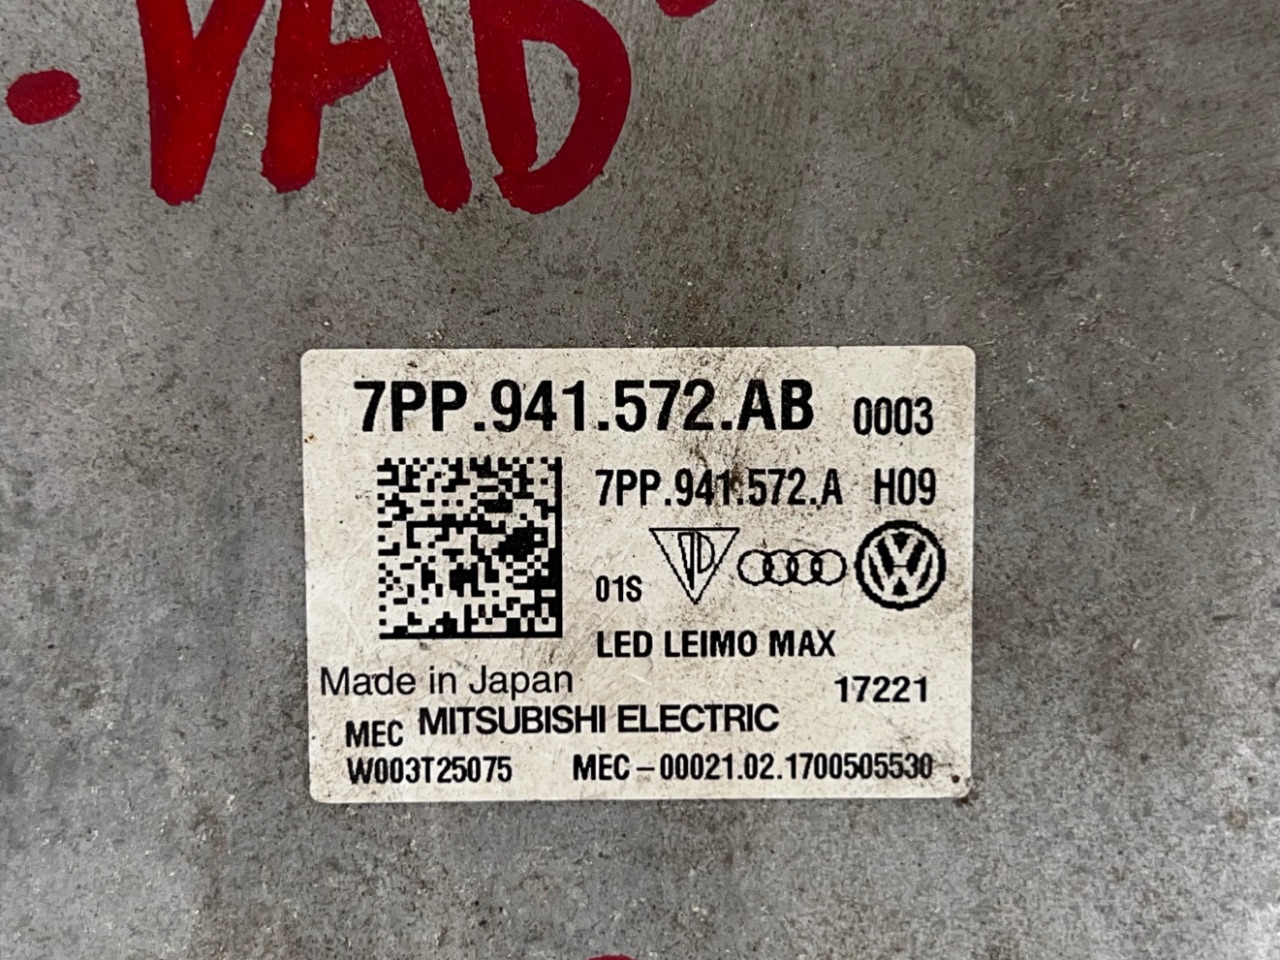 VAD
7PP.941.572.AB 0003
7PP.941.572.A H09
01S
LED LEIMO MAX
Made in Japan 17221
MEC MITSUBISHI ELECTRIC
W003T25075 MEC-00021.02.1700505530